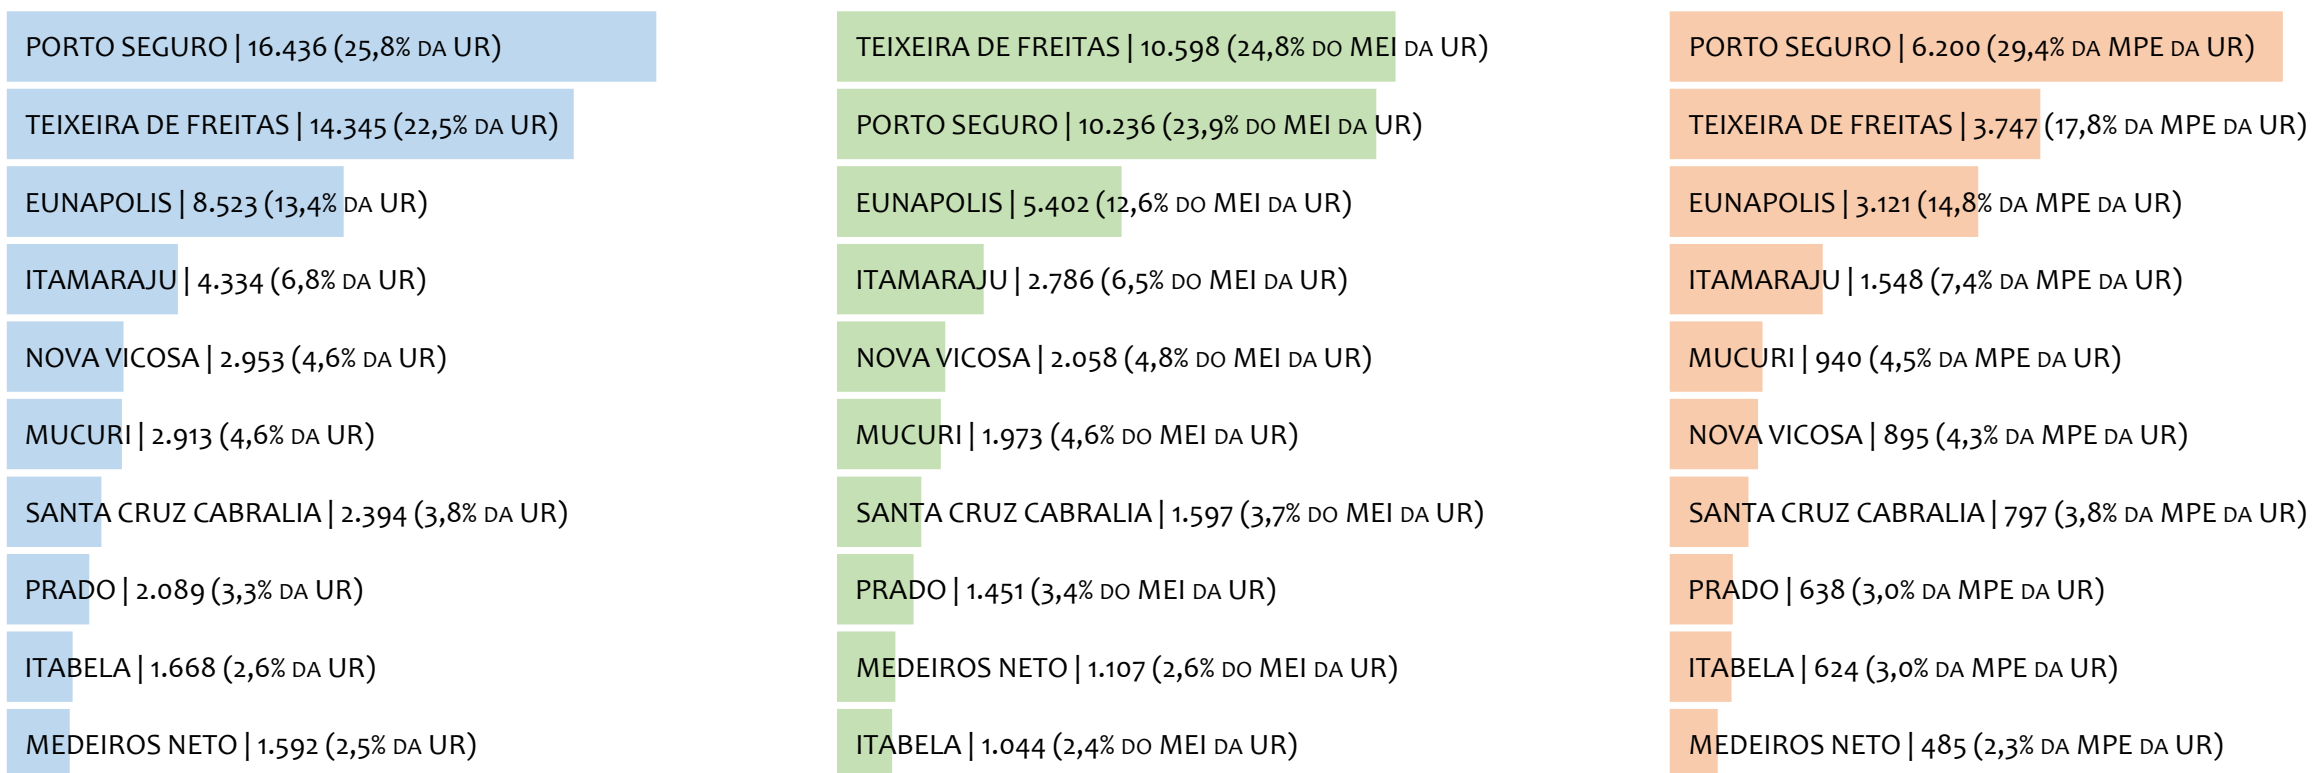 PORTO SEGURO | 16.436 (25,8% DA UR)
TEIXEIRA DE FREITAS | 14.345 (22,5% DA UR)
EUNAPOLIS | 8.523 (13,4% DA UR)
ITAMARAJU | 4.334 (6,8% DA UR)
NOVA VICOSA | 2.953 (4,6% DA UR)
MUCURI | 2.913 (4,6% DA UR)
SANTA CRUZ CABRALIA | 2.394 (3,8% DA UR)
PRADO | 2.089 (3,3% DA UR)
ITABELA | 1.668 (2,6% DA UR)
MEDEIROS NETO | 1.592 (2,5% DA UR)
TEIXEIRA DE FREITAS | 10.598 (24,8% DO MEI DA UR)
PORTO SEGURO | 10.236 (23,9% DO MEI DA UR)
EUNAPOLIS | 5.402 (12,6% DO MEI DA UR)
ITAMARAJU | 2.786 (6,5% DO MEI DA UR)
NOVA VICOSA | 2.058 (4,8% DO MEI DA UR)
MUCURI | 1.973 (4,6% DO MEI DA UR)
SANTA CRUZ CABRALIA | 1.597 (3,7% DO MEI DA UR)
PRADO | 1.451 (3,4% DO MEI DA UR)
MEDEIROS NETO | 1.107 (2,6% DO MEI DA UR)
ITABELA | 1.044 (2,4% DO MEI DA UR)
PORTO SEGURO | 6.200 (29,4% DA MPE DA UR)
TEIXEIRA DE FREITAS | 3.747 (17,8% DA MPE DA UR)
EUNAPOLIS | 3.121 (14,8% DA MPE DA UR)
ITAMARAJU | 1.548 (7,4% DA MPE DA UR)
MUCURI | 940 (4,5% DA MPE DA UR)
NOVA VICOSA | 895 (4,3% DA MPE DA UR)
SANTA CRUZ CABRALIA | 797 (3,8% DA MPE DA UR)
PRADO | 638 (3,0% DA MPE DA UR)
ITABELA | 624 (3,0% DA MPE DA UR)
MEDEIROS NETO | 485 (2,3% DA MPE DA UR)